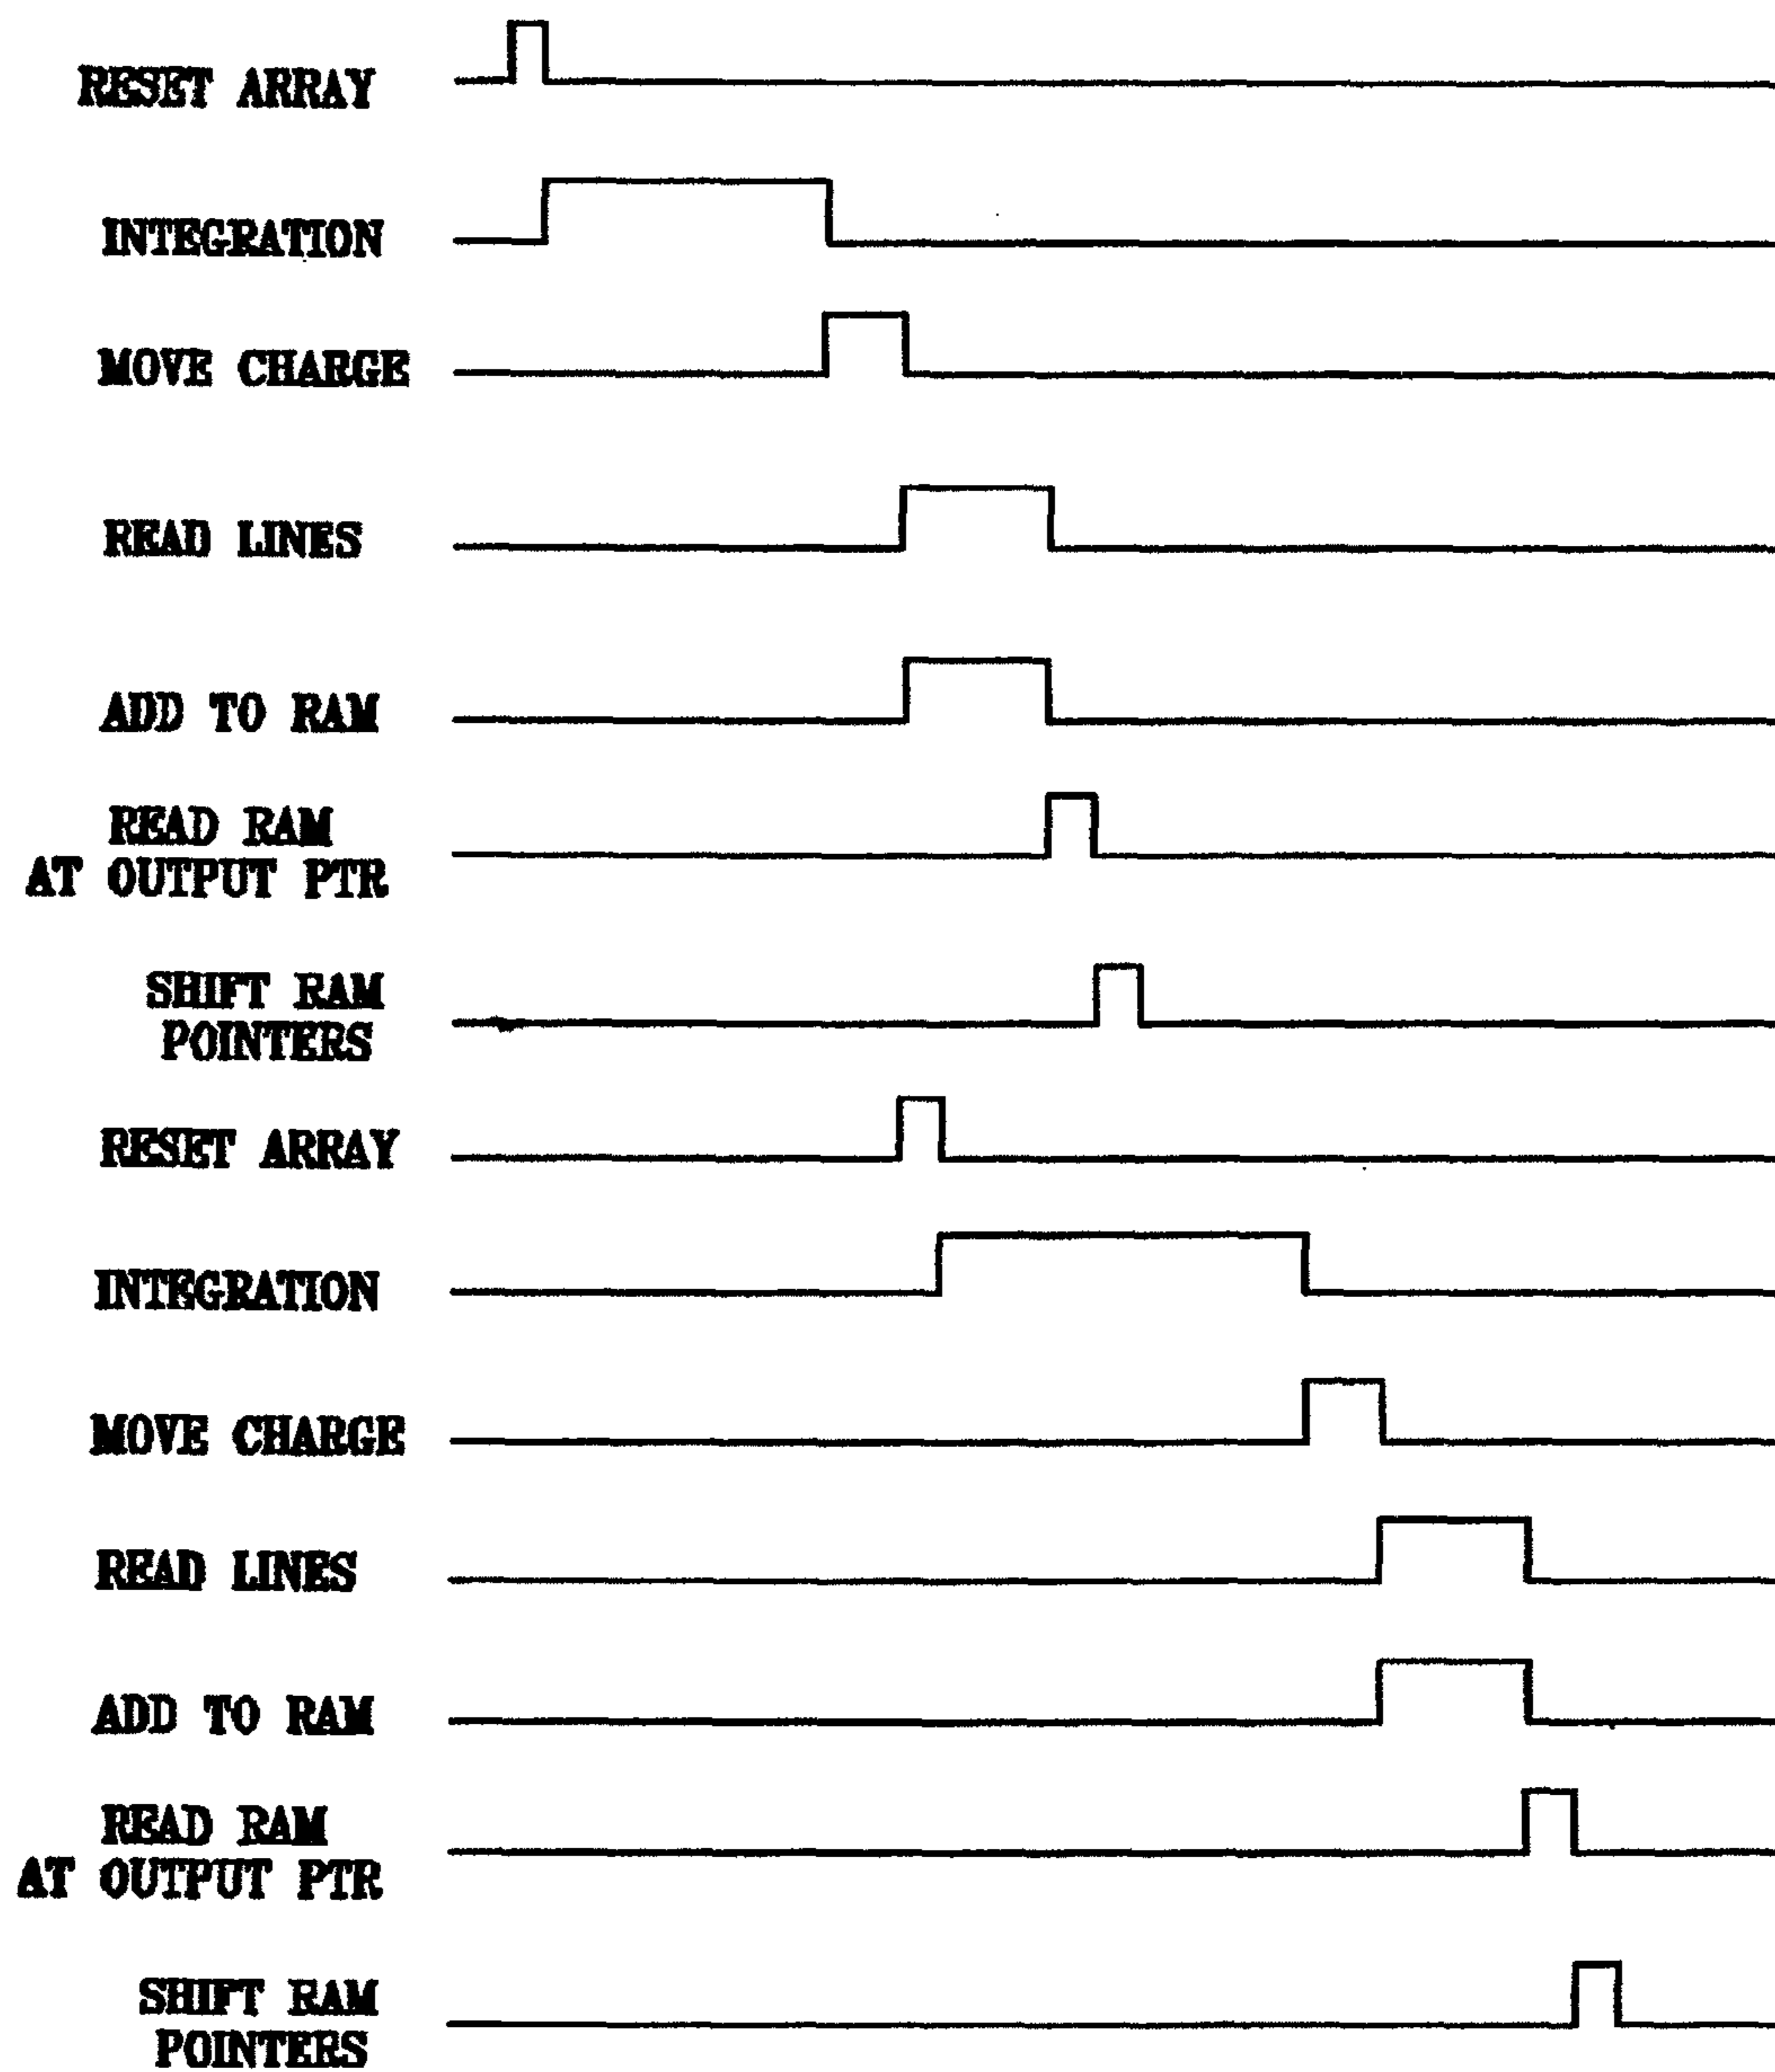 RESET ARRAY
INTEGRATION
MOVE CHARGE
READ LINES
ADD TO RAM
READ RAM
AT OUTPUT PTR
SHIFT RAM
POINTERS
RESET ARRAY
INTEGRATION
MOVE CHARGE
READ LINES
ADD TO RAM
READ RAM
AT OUTPUT PTR
SHIFT RAM
POINTERS